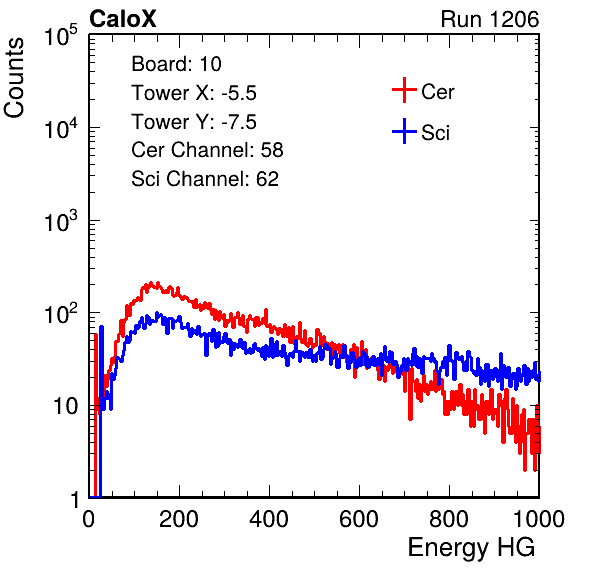 CaloX Run 1206
Counts
10^5
10^4
10^3
10^2
10
1
Board: 10
Tower X: -5.5
Tower Y: -7.5
Cer Channel: 58
Sci Channel: 62
Cer
Sci
0 200 400 600 800 1000
Energy HG